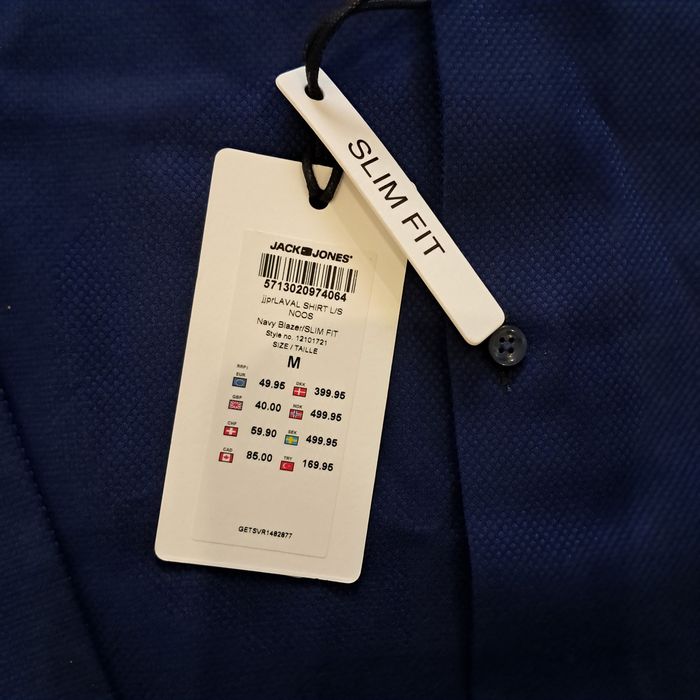 SLIM FIT
JACK JONES®
5713020974064
jjprLAVAL SHIRT L/S
NOOS
Navy Blazer/SLIM FIT
Style no. 12101721
SIZE / TAILLE
M
RRP:
EUR 49.95 DKK 399.95
GBP 40.00 NOK 499.95
CHF 59.90 SEK 499.95
CAD 85.00 TRY 169.95
GETSVR1482877